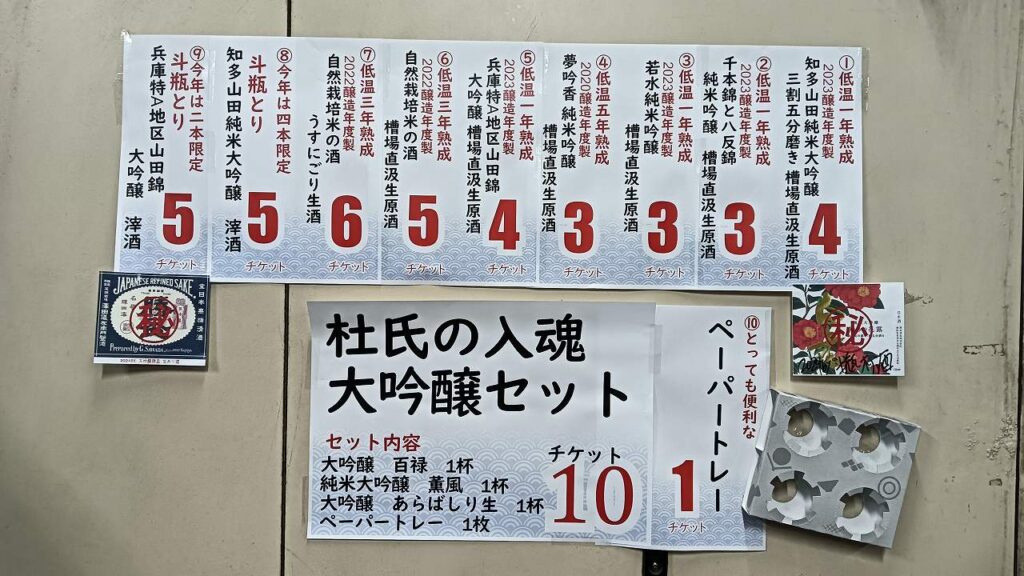 ①低温一年熟成
2023醸造年度製
知多山田純米大吟醸
三割五分磨き 槽場直汲生原酒
4
チケット
②低温一年熟成
2023醸造年度製
千本錦と八反錦
純米吟醸 槽場直汲生原酒
3
チケット
③低温一年熟成
2023醸造年度製
若水純米吟醸
槽場直汲生原酒
3
チケット
④低温五年熟成
2020醸造年度製
夢吟香 純米吟醸
槽場直汲生原酒
3
チケット
⑤低温一年熟成
2023醸造年度製
兵庫特A地区山田錦
大吟醸 槽場直汲生原酒
4
チケット
⑥低温三年熟成
2022醸造年度製
自然栽培米の酒
槽場直汲生原酒
5
チケット
⑦低温三年熟成
2022醸造年度製
自然栽培米の酒
うすにごり生酒
6
チケット
⑧今年は四本限定
斗瓶とり
知多山田純米大吟醸 滓酒
5
チケット
⑨今年は二本限定
斗瓶とり
兵庫特A地区山田錦
大吟醸 滓酒
5
チケット
JAPANESE REFINED SAKE
Prepared by G. SAWADA
秘
杜氏の入魂
大吟醸セット
セット内容
大吟醸 百禄 1杯
純米大吟醸 薫風 1杯
大吟醸 あらばしり生 1杯
ペーパートレー 1枚
チケット
10
⑩とっても便利な
ペーパートレー
1
チケット